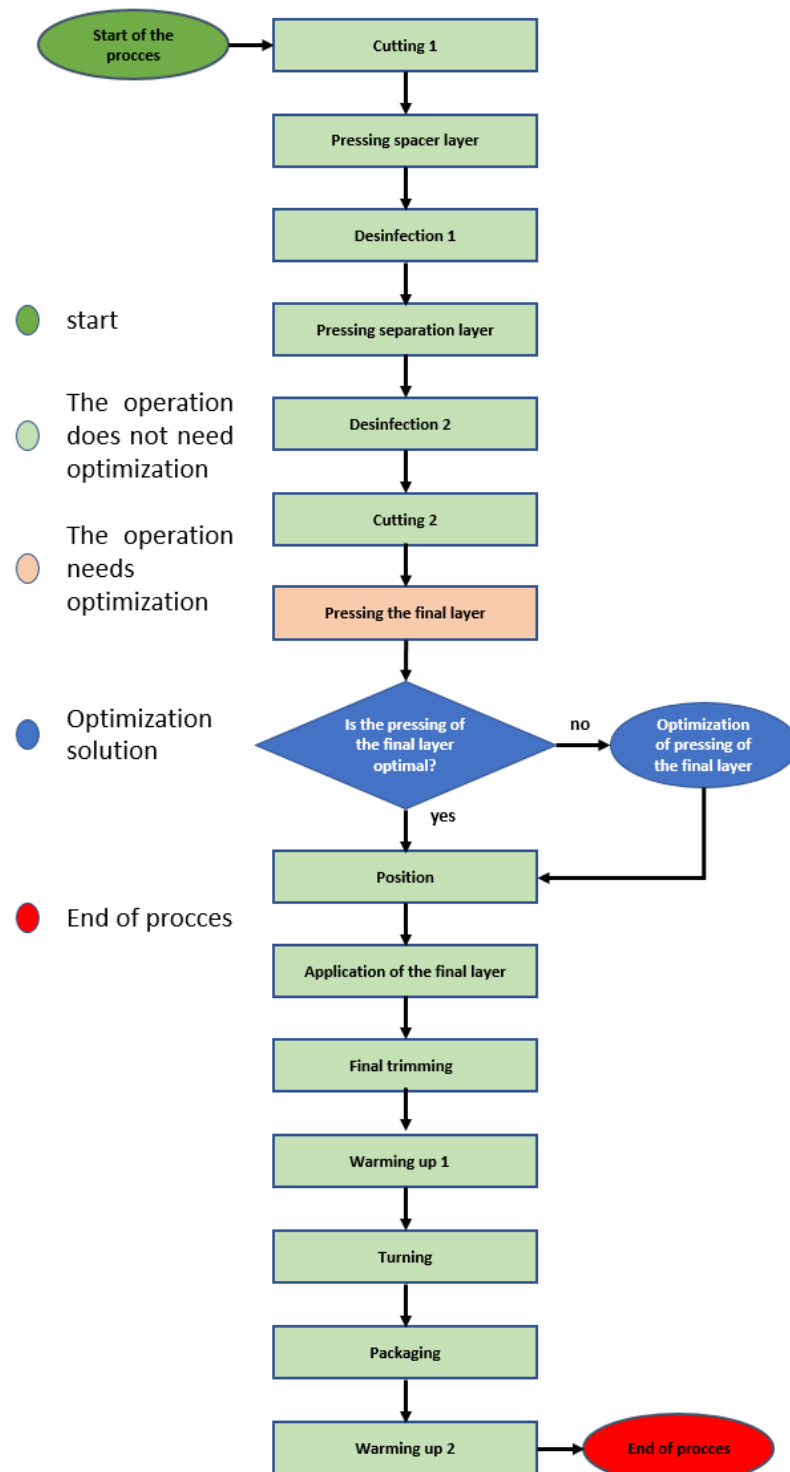 Start of the
procces
Cutting 1
Pressing spacer layer
Desinfection 1
start
Pressing separation layer
The operation
does not need
optimization
Desinfection 2
Cutting 2
The operation
needs
optimization
Pressing the final layer
Optimization
solution
Is the pressing of
the final layer
optimal?
no
Optimization
of pressing of
the final layer
yes
Position
End of procces
Application of the final layer
Final trimming
Warming up 1
Turning
Packaging
Warming up 2
End of procces